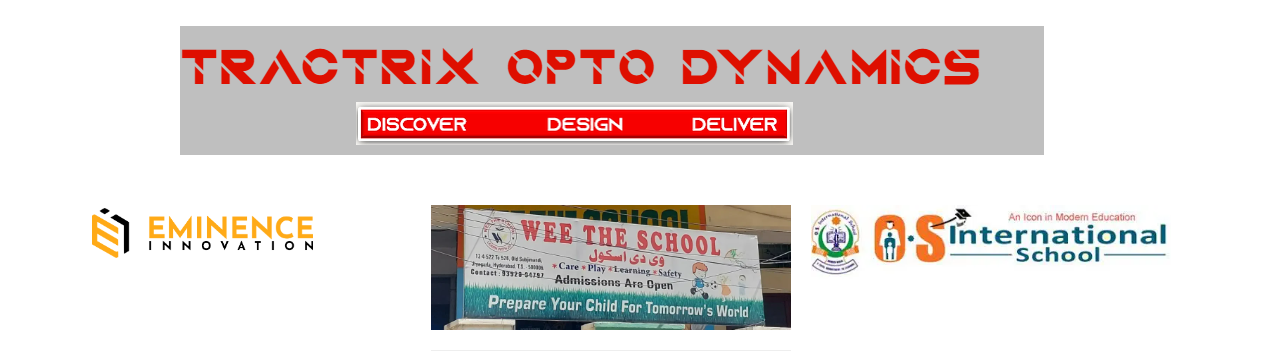 TRACTRIX OPTO DYNAMICS
DISCOVER DESIGN DELIVER
EMINENCE
INNOVATION
WEE THE SCHOOL
وی دی اسکول
Care Play Learning Safety
Contact :
Admissions Are Open
Prepare Your Child For Tomorrow's World
An Icon in Modern Education
O.S International
School